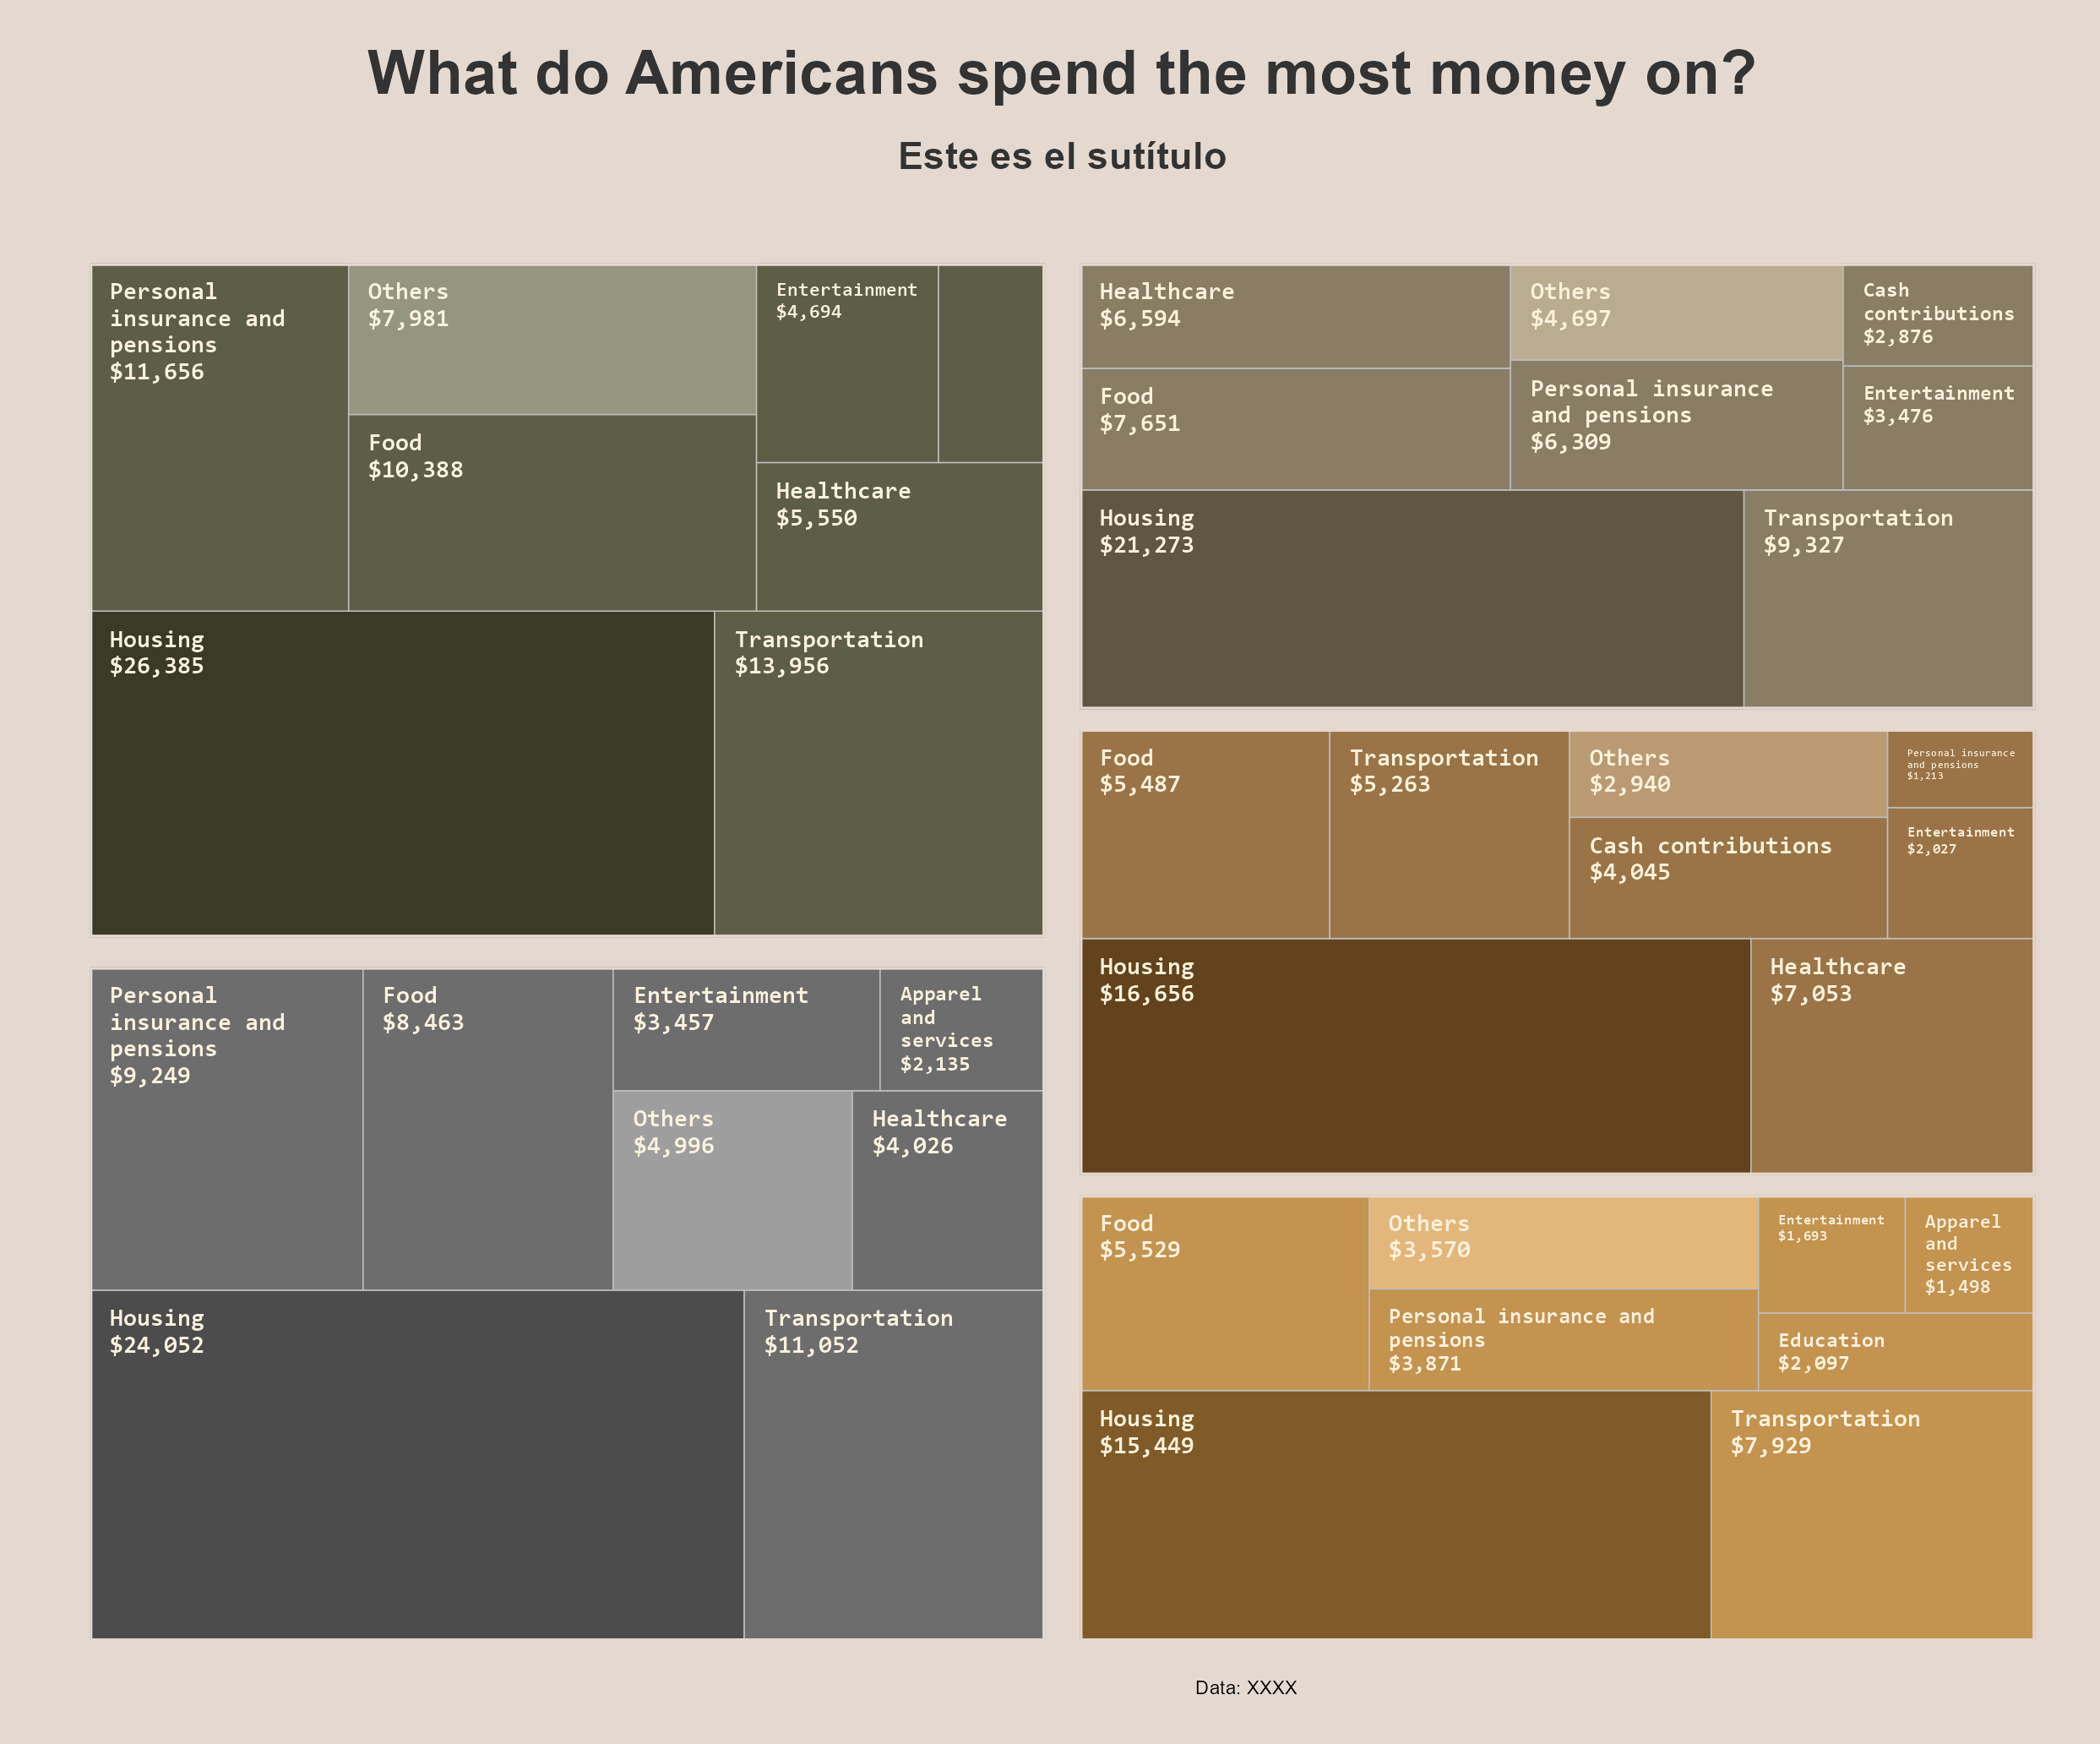 What do Americans spend the most money on?
Este es el sutítulo
Personal
insurance and
pensions
$11,656
Others
$7,981
Entertainment
$4,694
Food
$10,388
Healthcare
$5,550
Housing
$26,385
Transportation
$13,956
Healthcare
$6,594
Others
$4,697
Cash
contributions
$2,876
Food
$7,651
Personal insurance
and pensions
$6,309
Entertainment
$3,476
Housing
$21,273
Transportation
$9,327
Food
$5,487
Transportation
$5,263
Others
$2,940
Personal insurance
and pensions
$1,213
Cash contributions
$4,045
Entertainment
$2,027
Housing
$16,656
Healthcare
$7,053
Personal
insurance and
pensions
$9,249
Food
$8,463
Entertainment
$3,457
Apparel
and
services
$2,135
Others
$4,996
Healthcare
$4,026
Housing
$24,052
Transportation
$11,052
Food
$5,529
Others
$3,570
Entertainment
$1,693
Apparel
and
services
$1,498
Personal insurance and
pensions
$3,871
Education
$2,097
Housing
$15,449
Transportation
$7,929
Data: XXXX